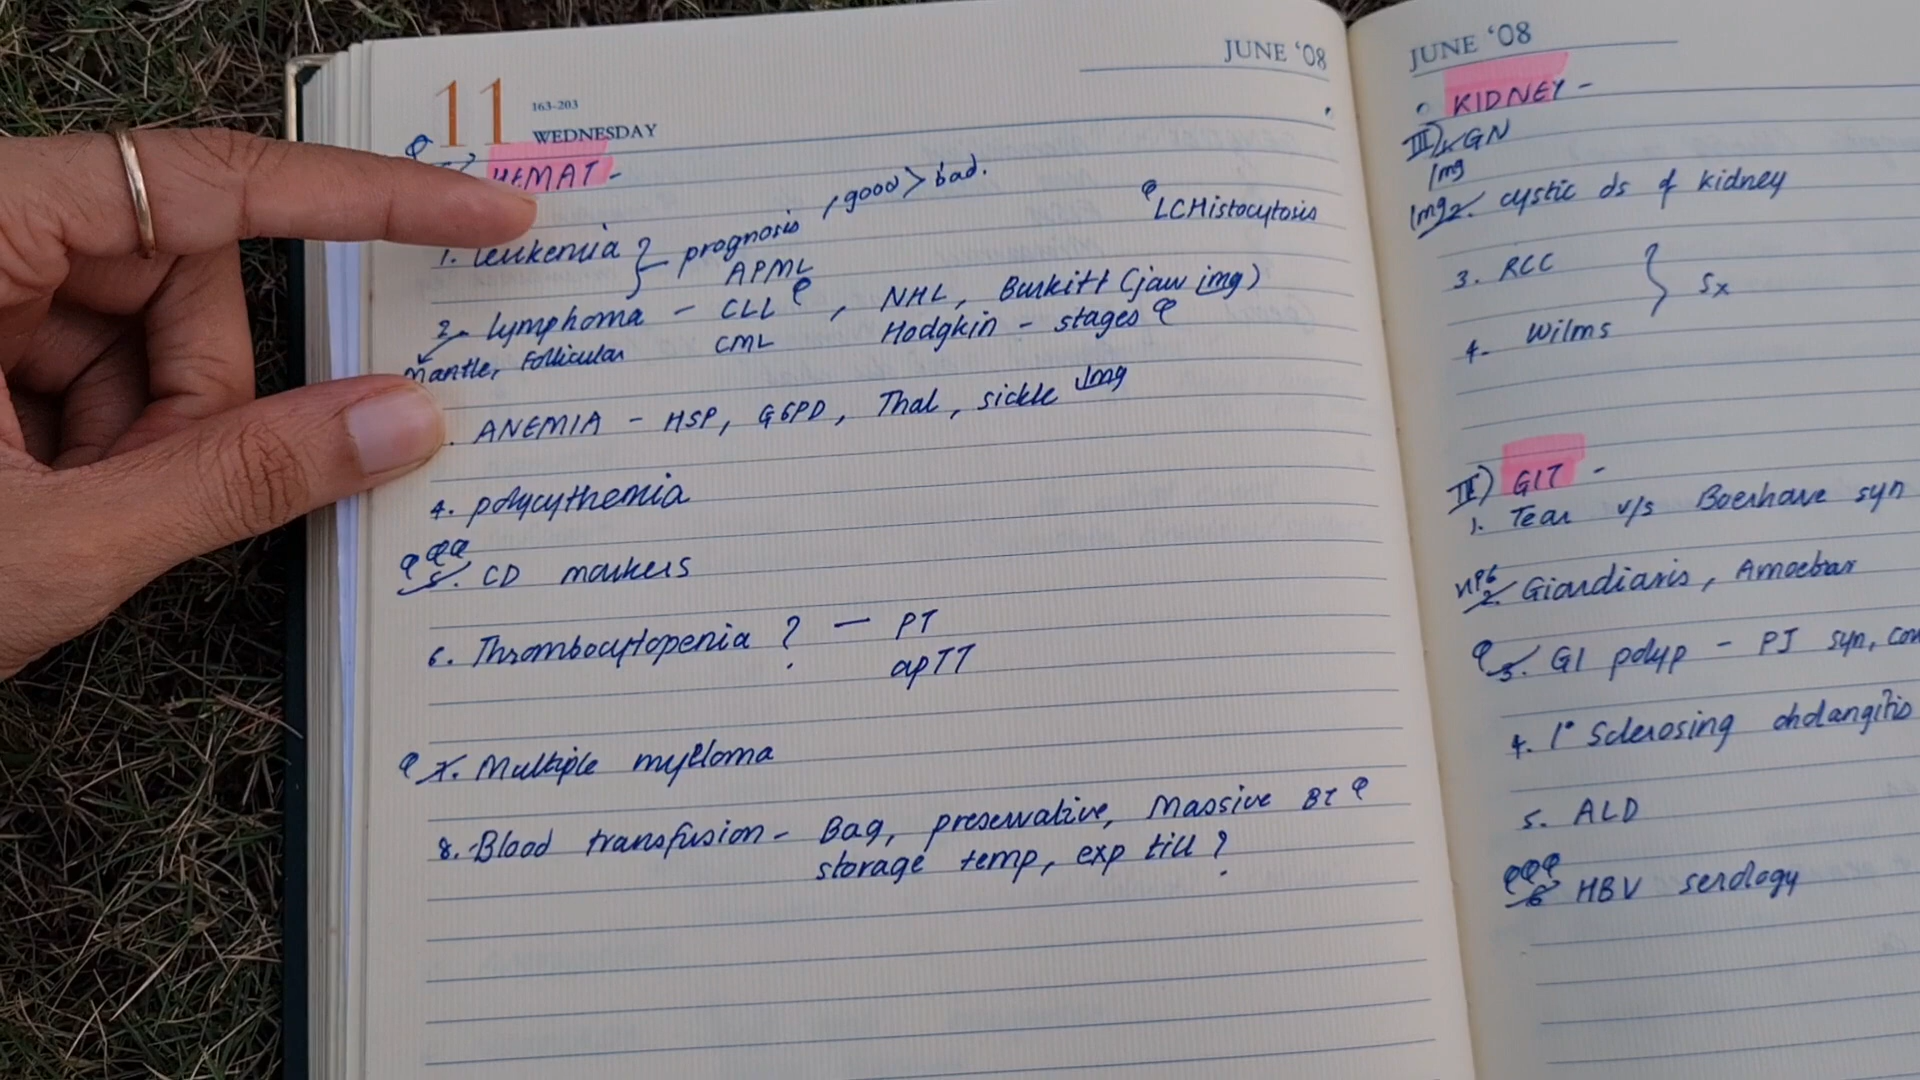 JUNE '08
11
163-203
WEDNESDAY
HEMAT -
1. leukemia } prognosis, good > bad.
APML
LCHistocytosis
2. lymphoma - CLL, NHL, Burkitt (jaw img)
Mantle, Follicular CML Hodgkin - stages
ANEMIA - HSP, G6PD, Thal, sickle Img
4. polycythemia
5. CD markers
6. Thrombocytopenia ? - PT
apTT
7. Multiple myeloma
8. Blood transfusion - Bag, preservative, Massive BT
storage temp, exp till ?
JUNE '08
KIDNEY -
III) GN
Img
Img 2. cystic ds of kidney
3. RCC } Sx
4. Wilms
GIT -
1. Tear v/s Boerhave syn
2. Giardiasis, Amoebas
3. GI polyp - PJ syn,
4. 1° Sclerosing cholangitis
5. ALD
6 HBV serology